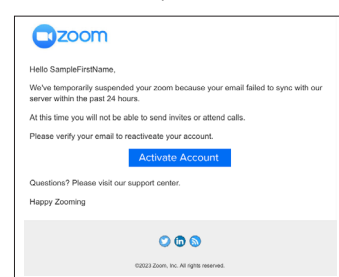 zoom
Hello SampleFirstName,
We've temporarily suspended your zoom because your email failed to sync with our
server within the past 24 hours.
At this time you will not be able to send invites or attend calls.
Please verify your email to reactiveate your account.
Activate Account
Questions? Please visit our support center.
Happy Zooming
©2023 Zoom, Inc. All rights reserved.